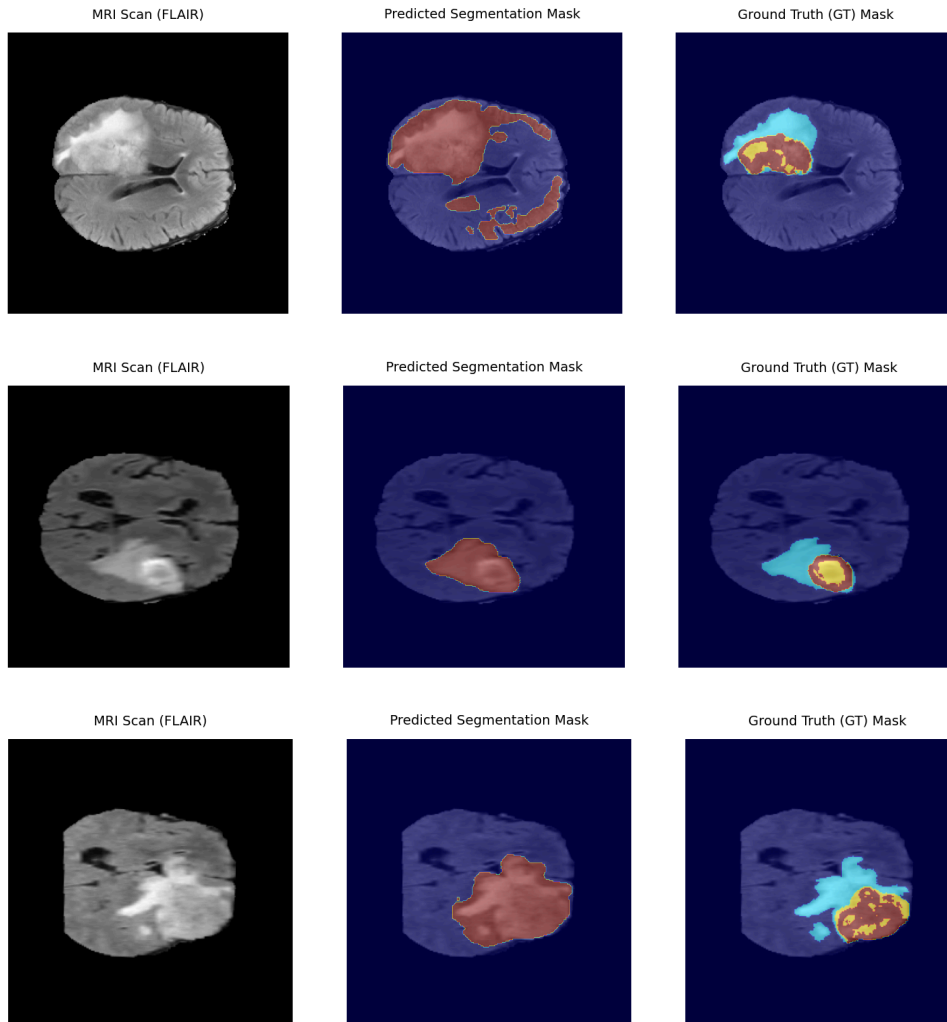 MRI Scan (FLAIR)
Predicted Segmentation Mask
Ground Truth (GT) Mask
MRI Scan (FLAIR)
Predicted Segmentation Mask
Ground Truth (GT) Mask
MRI Scan (FLAIR)
Predicted Segmentation Mask
Ground Truth (GT) Mask